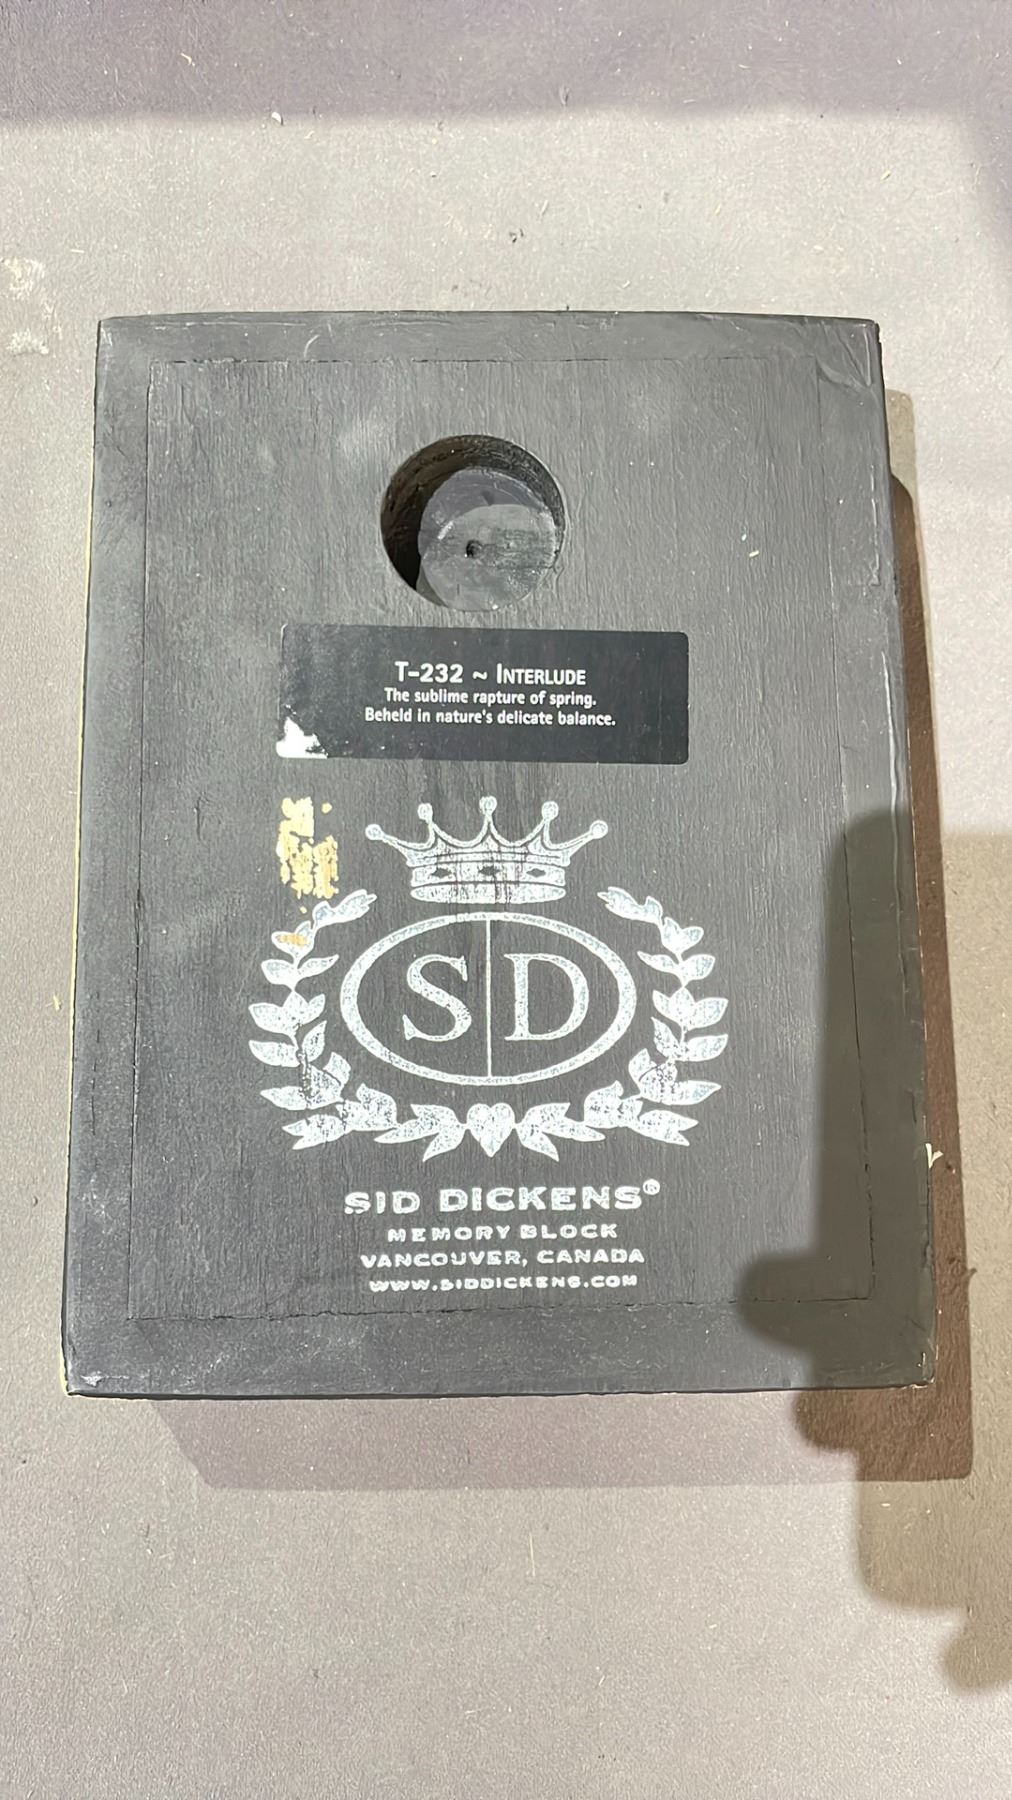 T-232 ~ INTERLUDE
The sublime rapture of spring.
Beheld in nature's delicate balance.
S D
SID DICKENS®
MEMORY BLOCK
VANCOUVER, CANADA
WWW.SIDDICKENS.COM